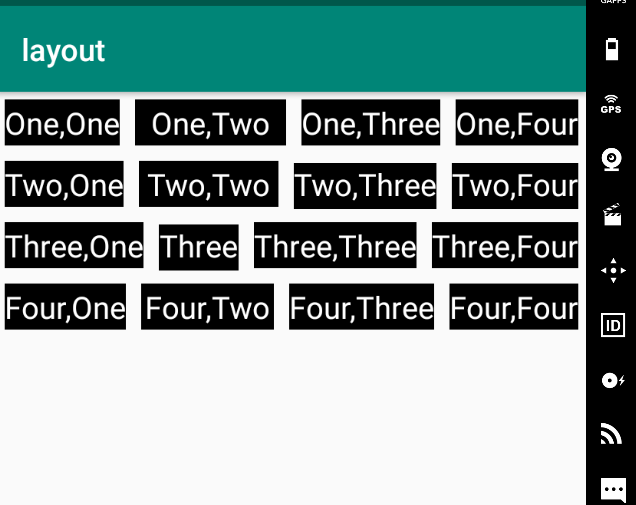 layout
One,One One,Two One,Three One,Four
Two,One Two,Two Two,Three Two,Four
Three,One Three Three,Three Three,Four
Four,One Four,Two Four,Three Four,Four
GPS
ID